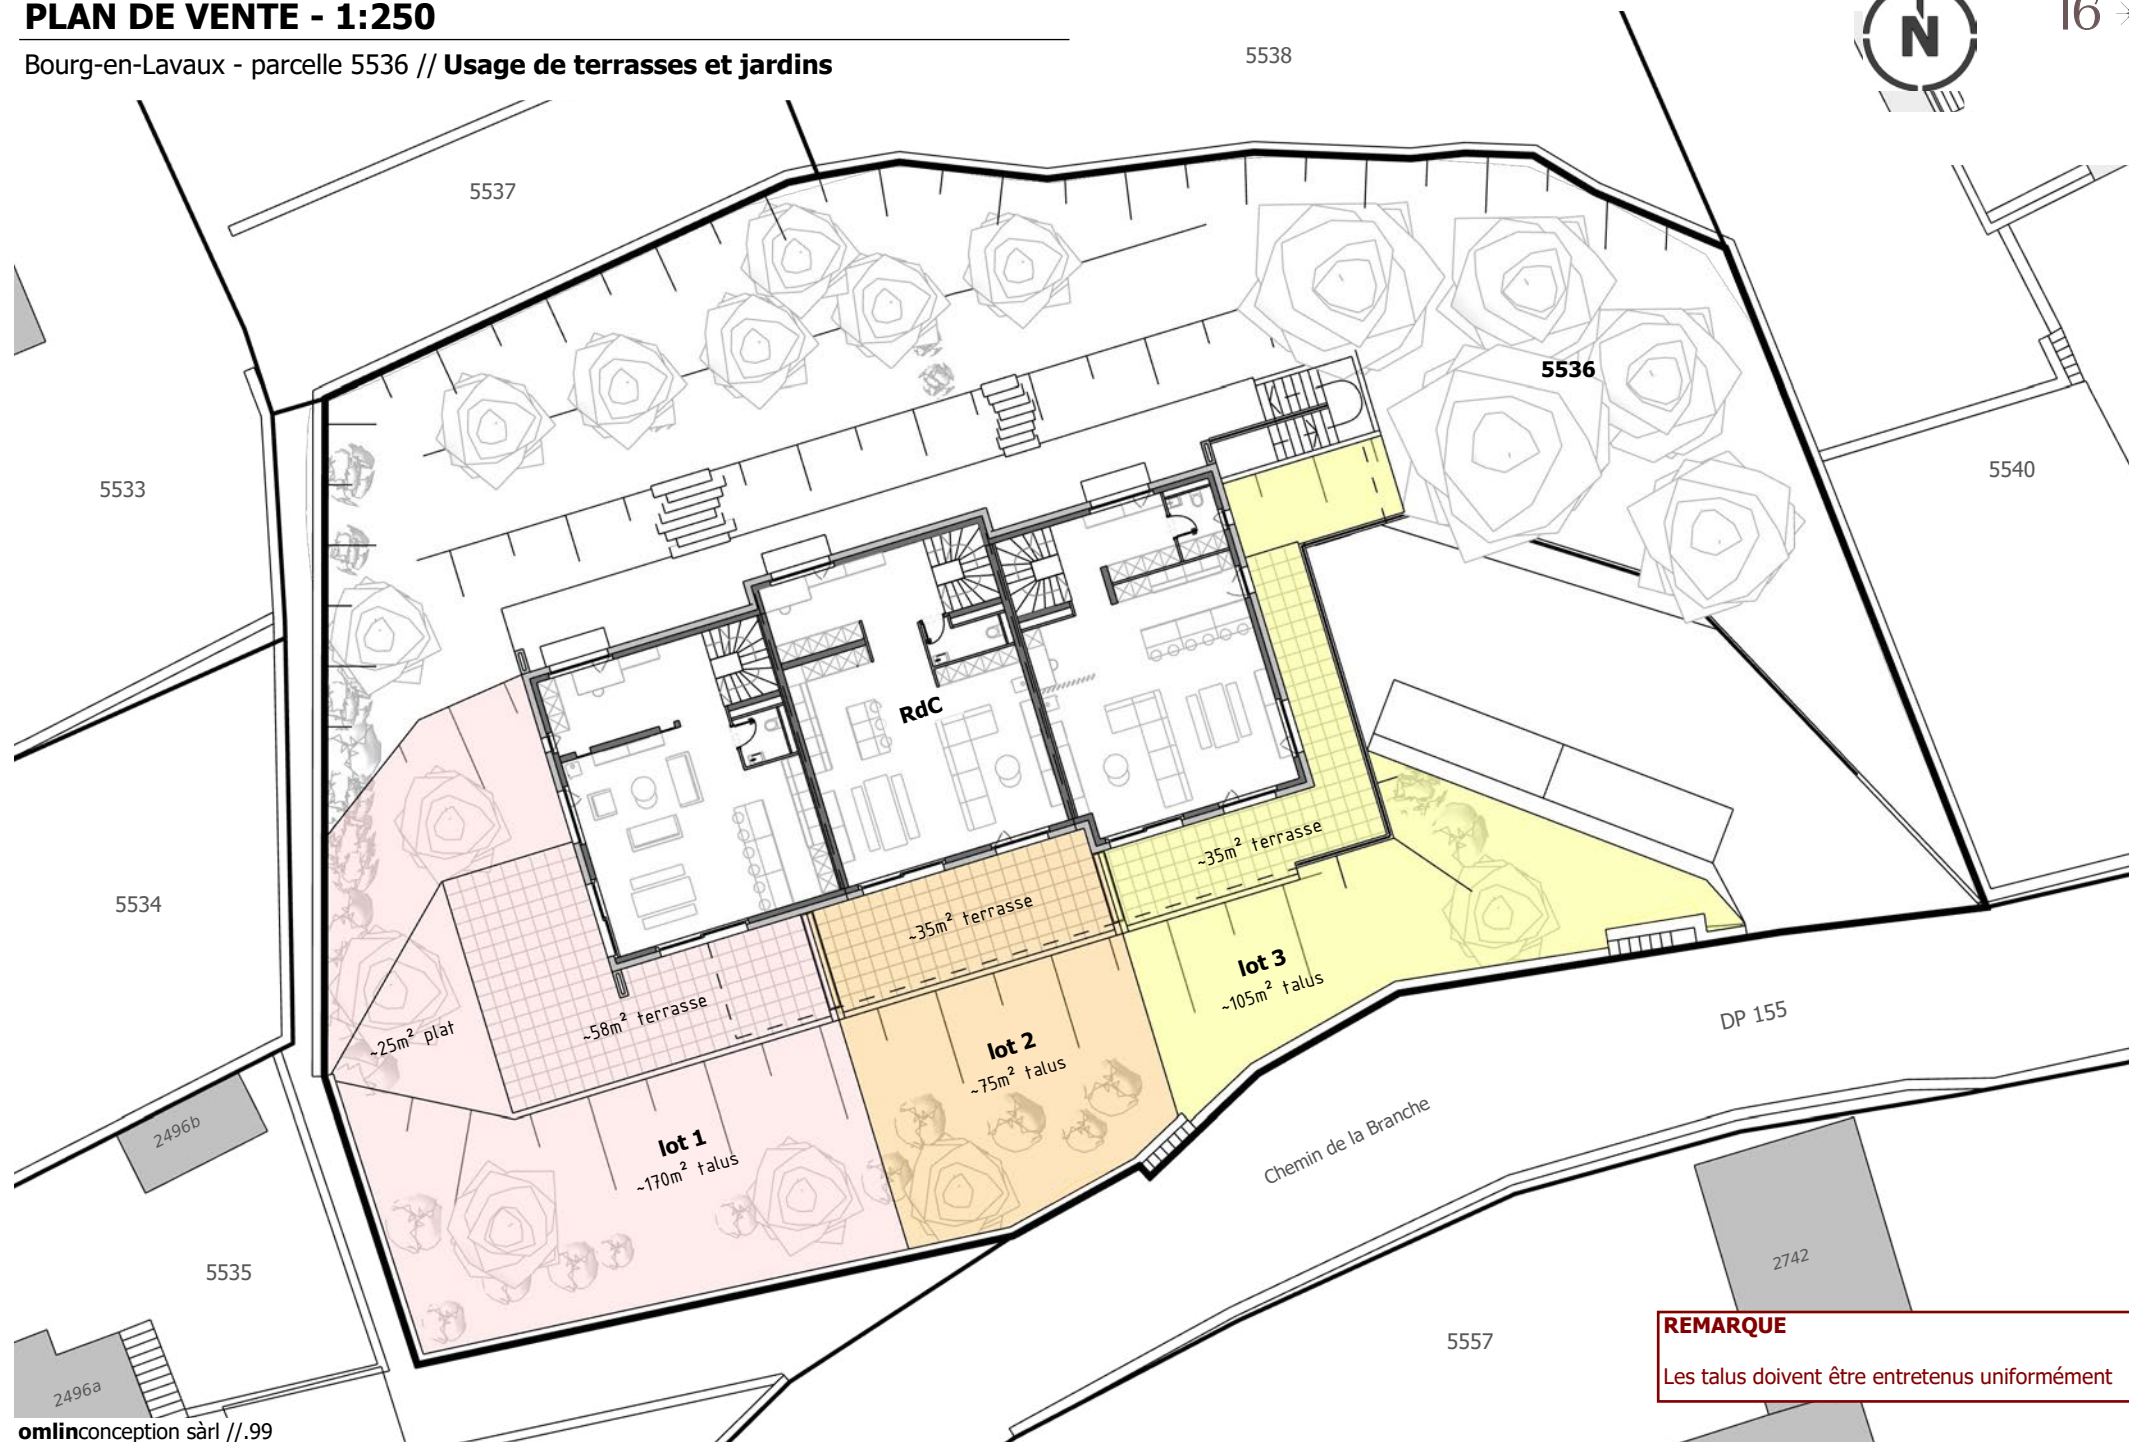 PLAN DE VENTE - 1:250
16
N
Bourg-en-Lavaux - parcelle 5536 // Usage de terrasses et jardins
5538
5537
5536
5533
5540
RdC
5534
~35m² terrasse
~35m² terrasse
lot 3
~105m² talus
~58m² terrasse
~25m² plat
DP 155
lot 2
~75m² talus
Chemin de la Branche
2496b
lot 1
~170m² talus
5535
2742
5557
REMARQUE
Les talus doivent être entretenus uniformément
2496a
omlinconception sàrl //.99